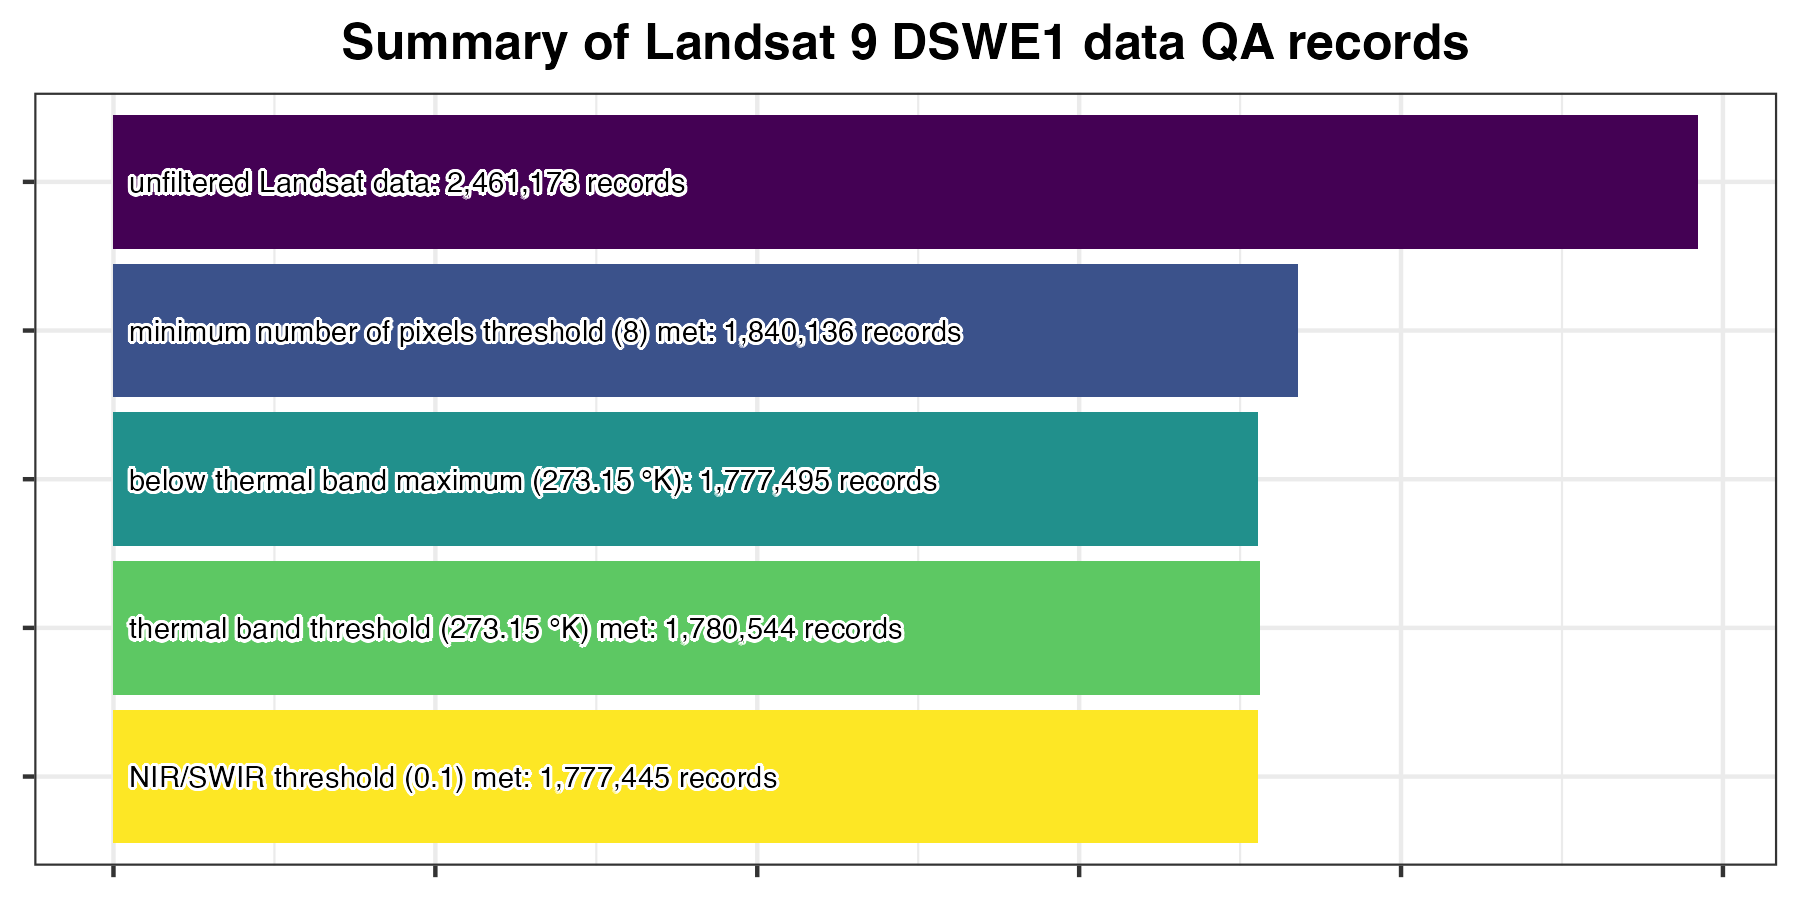 Summary of Landsat 9 DSWE1 data QA records
unfiltered Landsat data: 2,461,173 records
minimum number of pixels threshold (8) met: 1,840,136 records
below thermal band maximum (273.15 °K): 1,777,495 records
thermal band threshold (273.15 °K) met: 1,780,544 records
NIR/SWIR threshold (0.1) met: 1,777,445 records